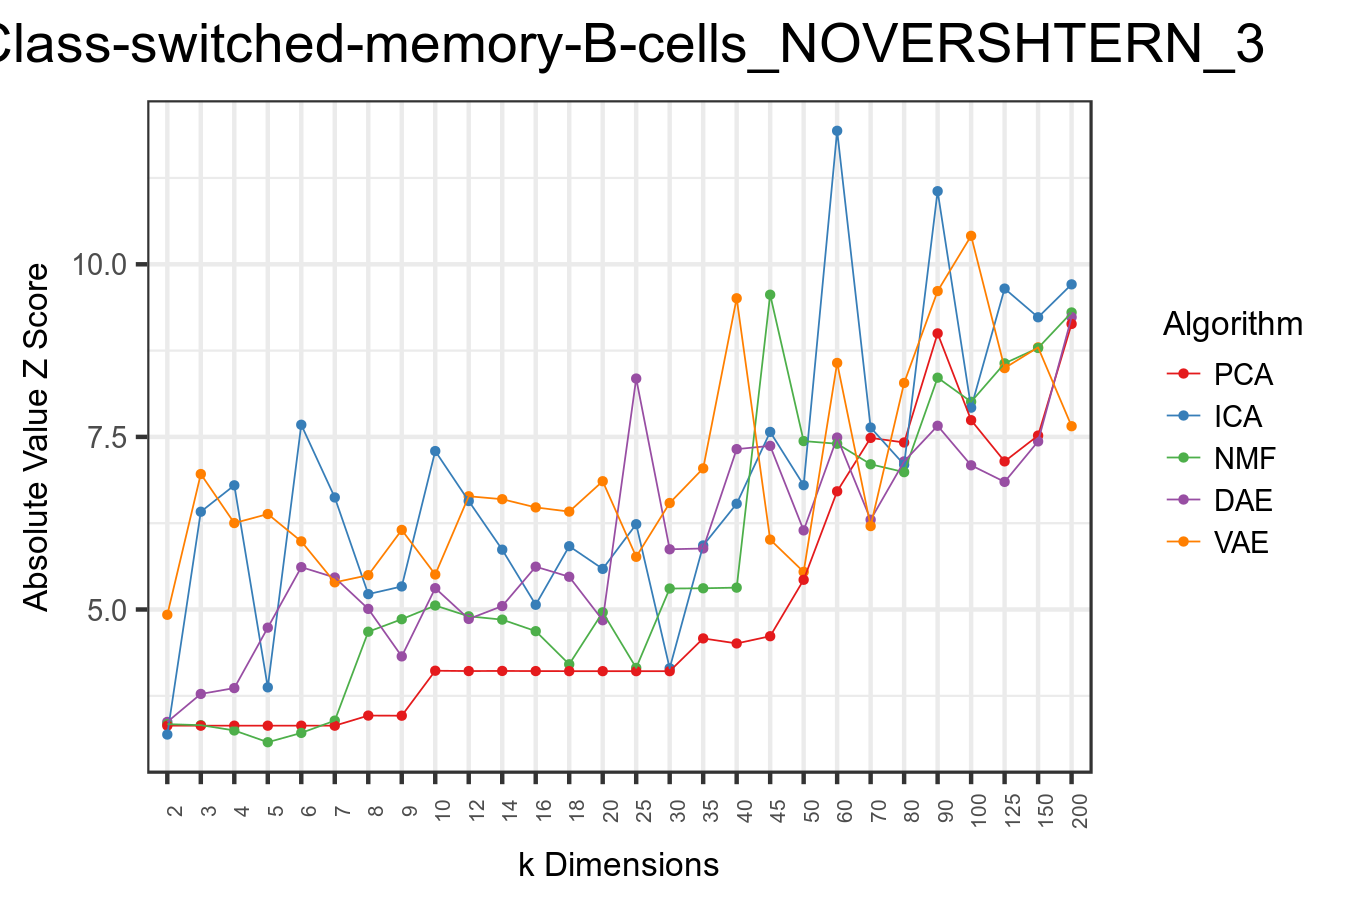 Class-switched-memory-B-cells_NOVERSHTERN_3
Absolute Value Z Score
10.0
7.5
5.0
2 3 4 5 6 7 8 9 10 12 14 16 18 20 25 30 35 40 45 50 60 70 80 90 100 125 150 200
k Dimensions
Algorithm
PCA
ICA
NMF
DAE
VAE